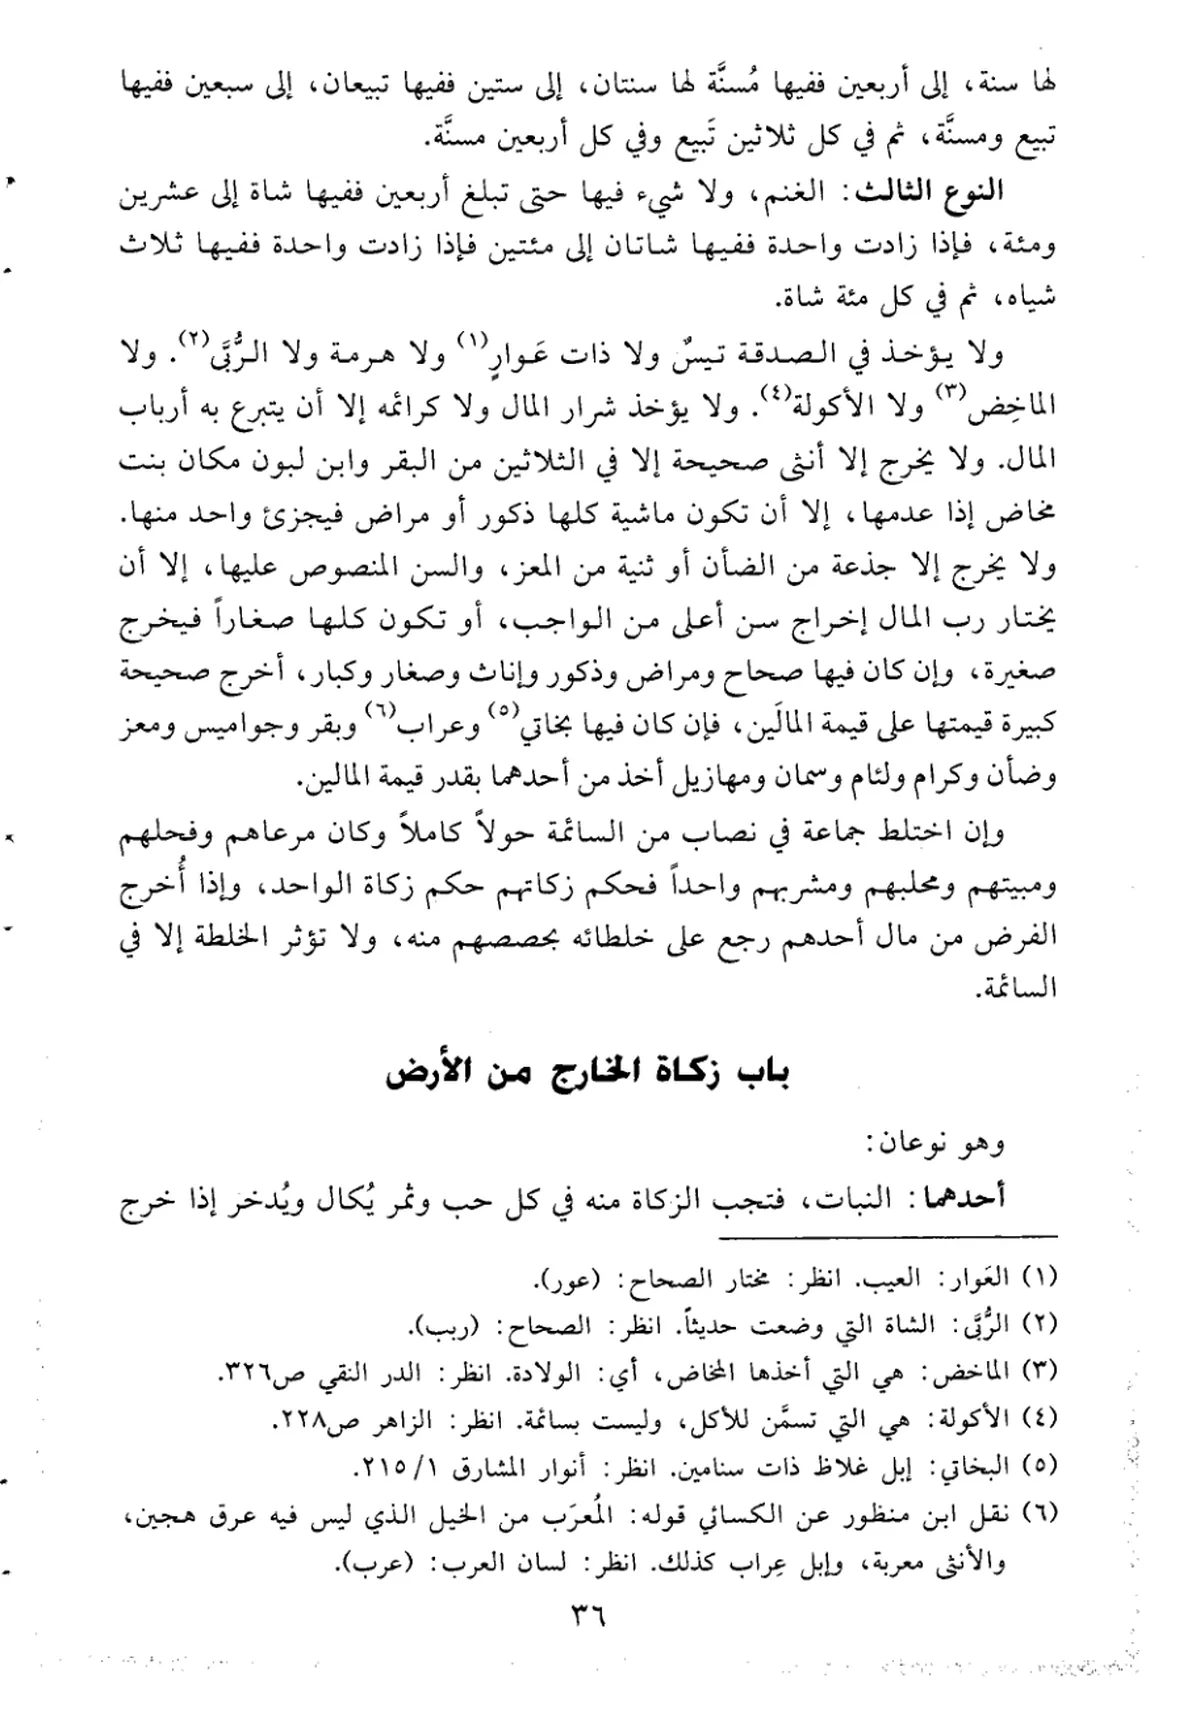 لها سنة، إلى أربعين ففيها مُسنَّة لها سنتان، إلى ستين ففيها تبيعان، إلى سبعين ففيها
تبيع ومسنَّة، ثم في كل ثلاثين تَبيع وفي كل أربعين مسنَّة.
النوع الثالث: الغنم، ولا شيء فيها حتى تبلغ أربعين ففيها شاة إلى عشرين
ومئة، فإذا زادت واحدة ففيها شاتان إلى مئتين فإذا زادت واحدة ففيها ثلاث
شياه، ثم في كل مئة شاة.
ولا يؤخذ في الصدقة تيسٌ ولا ذات عَوارٍ(١) ولا هرمة ولا الرُّبَّى(٢). ولا
الماخِض(٣) ولا الأكولة(٤). ولا يؤخذ شرار المال ولا كرائمه إلا أن يتبرع به أرباب
المال. ولا يخرج إلا أنثى صحيحة إلا في الثلاثين من البقر وابن لبون مكان بنت
مخاض إذا عدمها، إلا أن تكون ماشية كلها ذكور أو مراض فيجزئ واحد منها.
ولا يخرج إلا جذعة من الضأن أو ثنية من المعز، والسن المنصوص عليها، إلا أن
يختار رب المال إخراج سن أعلى من الواجب، أو تكون كلها صغاراً فيخرج
صغيرة، وإن كان فيها صحاح ومراض وذكور وإناث وصغار وكبار، أخرج صحيحة
كبيرة قيمتها على قيمة المالَين، فإن كان فيها بخاتي(٥) وعراب(٦) وبقر وجواميس ومعز
وضأن وكرام ولئام وسمان ومهازيل أخذ من أحدهما بقدر قيمة المالين.
وإن اختلط جماعة في نصاب من السائمة حولاً كاملاً وكان مرعاهم وفحلهم
ومبيتهم ومحلبهم ومشربهم واحداً فحكم زكاتهم حكم زكاة الواحد، وإذا أُخرج
الفرض من مال أحدهم رجع على خلطائه بحصصهم منه، ولا تؤثر الخلطة إلا في
السائمة.
باب زكاة الخارج من الأرض
وهو نوعان:
أحدهما: النبات، فتجب الزكاة منه في كل حب وثمر يُكال ويُدخر إذا خرج
(١) العَوار: العيب. انظر: مختار الصحاح: (عور).
(٢) الرُّبَّى: الشاة التي وضعت حديثاً. انظر: الصحاح: (ربب).
(٣) الماخض: هي التي أخذها المخاض، أي: الولادة. انظر: الدر النقي ص٣٢٦.
(٤) الأكولة: هي التي تسمَّن للأكل، وليست بسائمة. انظر: الزاهر ص٢٢٨.
(٥) البخاتي: إبل غلاظ ذات سنامين. انظر: أنوار المشارق ٢١٥/١.
(٦) نقل ابن منظور عن الكسائي قوله: المُعرَب من الخيل الذي ليس فيه عرق هجين،
والأنثى معربة، وإبل عِراب كذلك. انظر: لسان العرب: (عرب).
٣٦